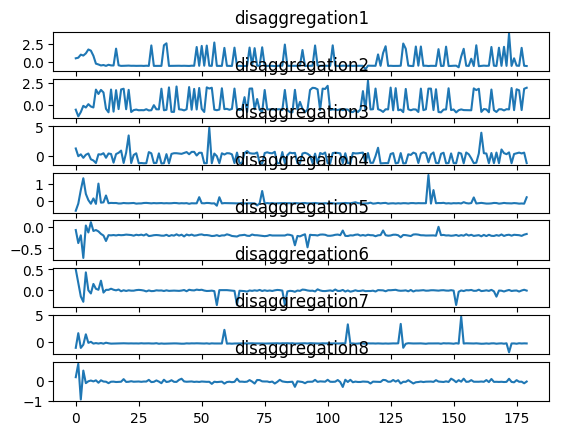 disaggregation1
2.5
0.0
disaggregation2
2.5
0.0
disaggregation3
5
0
disaggregation4
1
0
disaggregation5
0.0
−0.5
disaggregation6
0.5
0.0
disaggregation7
5
0
disaggregation8
0
−1
0 25 50 75 100 125 150 175